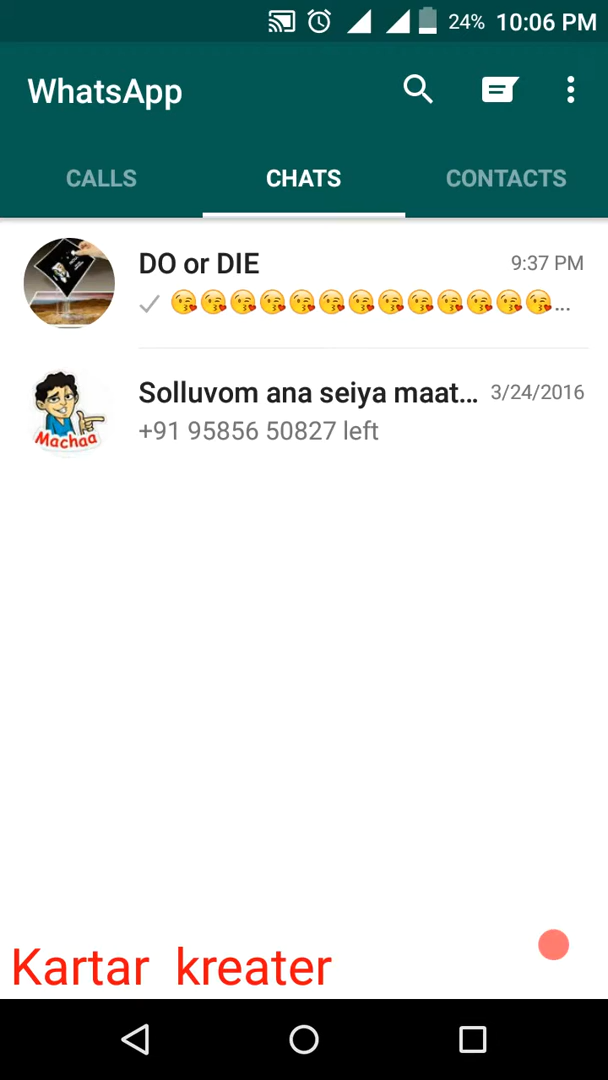 24% 10:06 PM
WhatsApp
CALLS CHATS CONTACTS
DO or DIE 9:37 PM
😘😘😘😘😘😘😘😘😘😘😘😘😘...
Solluvom ana seiya maat... 3/24/2016
Machaa
+91 95856 50827 left
Kartar kreater